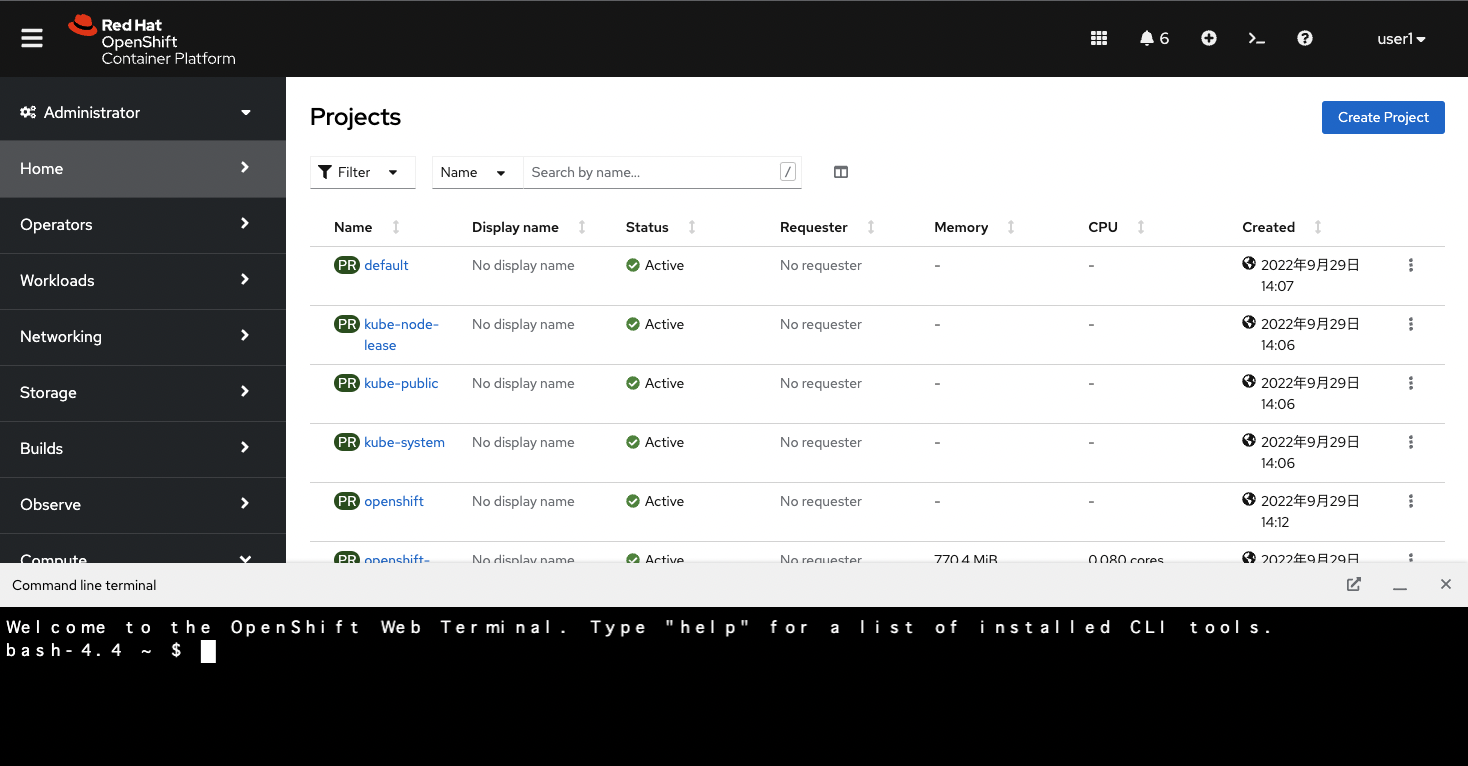 Red Hat
OpenShift
Container Platform
6
user1
Administrator
Home
Operators
Workloads
Networking
Storage
Builds
Observe
Compute
Projects
Create Project
Filter
Name
Search by name...
/
Name Display name Status Requester Memory CPU Created
PR default No display name Active No requester - - 2022年9月29日
14:07
PR kube-node- No display name Active No requester - - 2022年9月29日
lease 14:06
PR kube-public No display name Active No requester - - 2022年9月29日
14:06
PR kube-system No display name Active No requester - - 2022年9月29日
14:06
PR openshift No display name Active No requester - - 2022年9月29日
14:12
PR openshift- No display name Active No requester 770.4 MiB 0.080 cores 2022年9月29日
Command line terminal
Welcome to the OpenShift Web Terminal. Type "help" for a list of installed CLI tools.
bash-4.4 ~ $